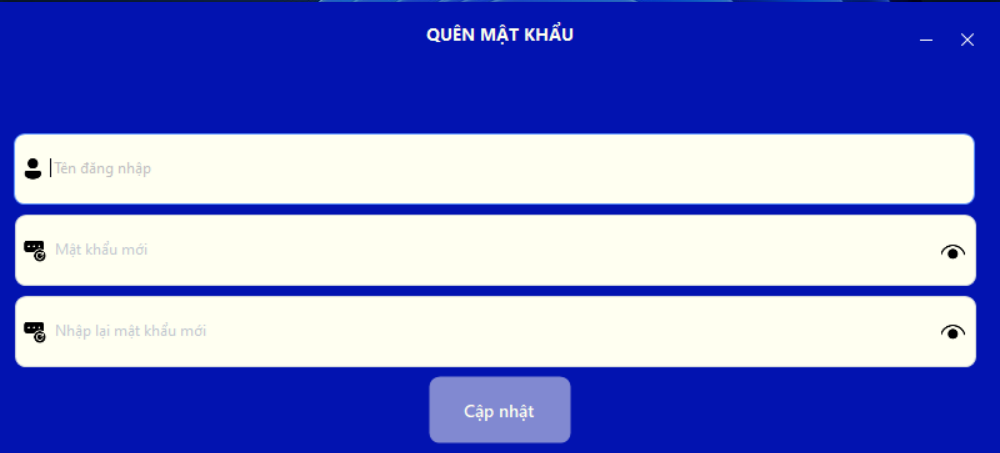 QUÊN MẬT KHẨU
Tên đăng nhập
Mật khẩu mới
Nhập lại mật khẩu mới
Cập nhật